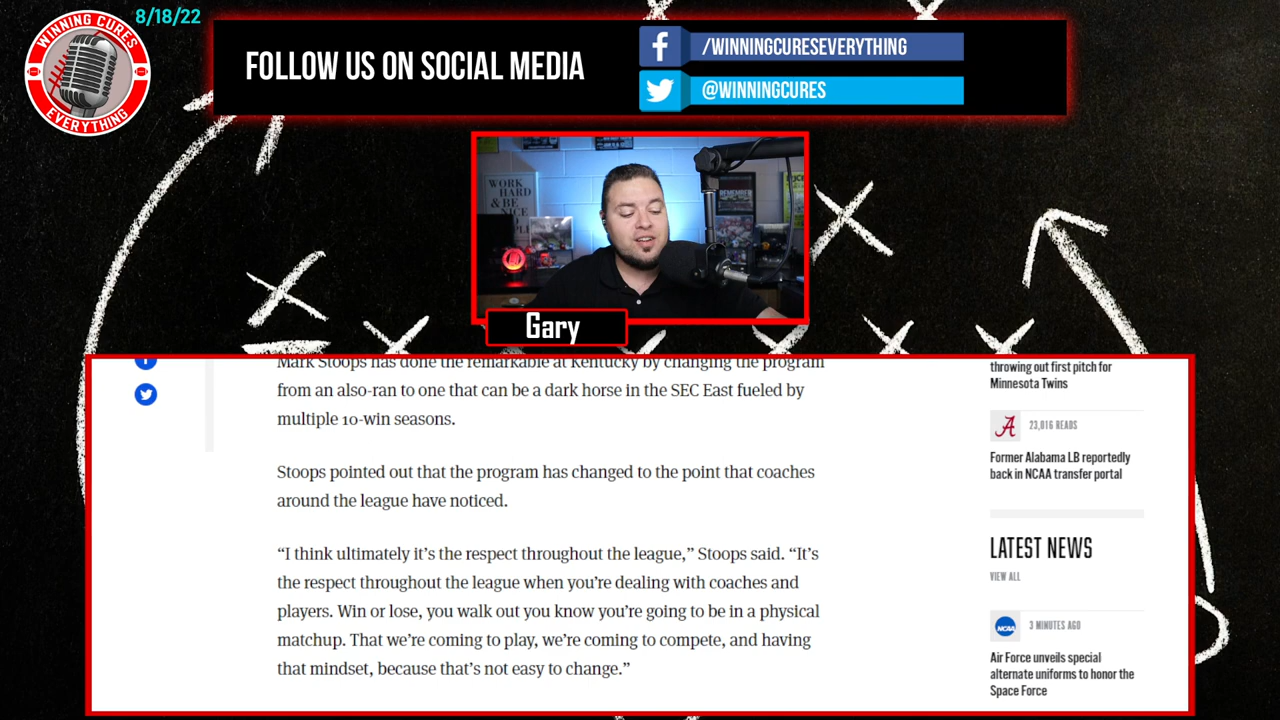 8/18/22
WINNING CURES
EVERYTHING
FOLLOW US ON SOCIAL MEDIA
/WINNINGCURESEVERYTHING
@WINNINGCURES
WORK
HARD
& BE
NICE
Gary
Mark Stoops has done the remarkable at Kentucky by changing the program
from an also-ran to one that can be a dark horse in the SEC East fueled by
multiple 10-win seasons.
Stoops pointed out that the program has changed to the point that coaches
around the league have noticed.
“I think ultimately it’s the respect throughout the league,” Stoops said. “It’s
the respect throughout the league when you’re dealing with coaches and
players. Win or lose, you walk out you know you’re going to be in a physical
matchup. That we’re coming to play, we’re coming to compete, and having
that mindset, because that’s not easy to change.”
throwing out first pitch for
Minnesota Twins
23,016 READS
Former Alabama LB reportedly
back in NCAA transfer portal
LATEST NEWS
VIEW ALL
NCAA
3 MINUTES AGO
Air Force unveils special
alternate uniforms to honor the
Space Force